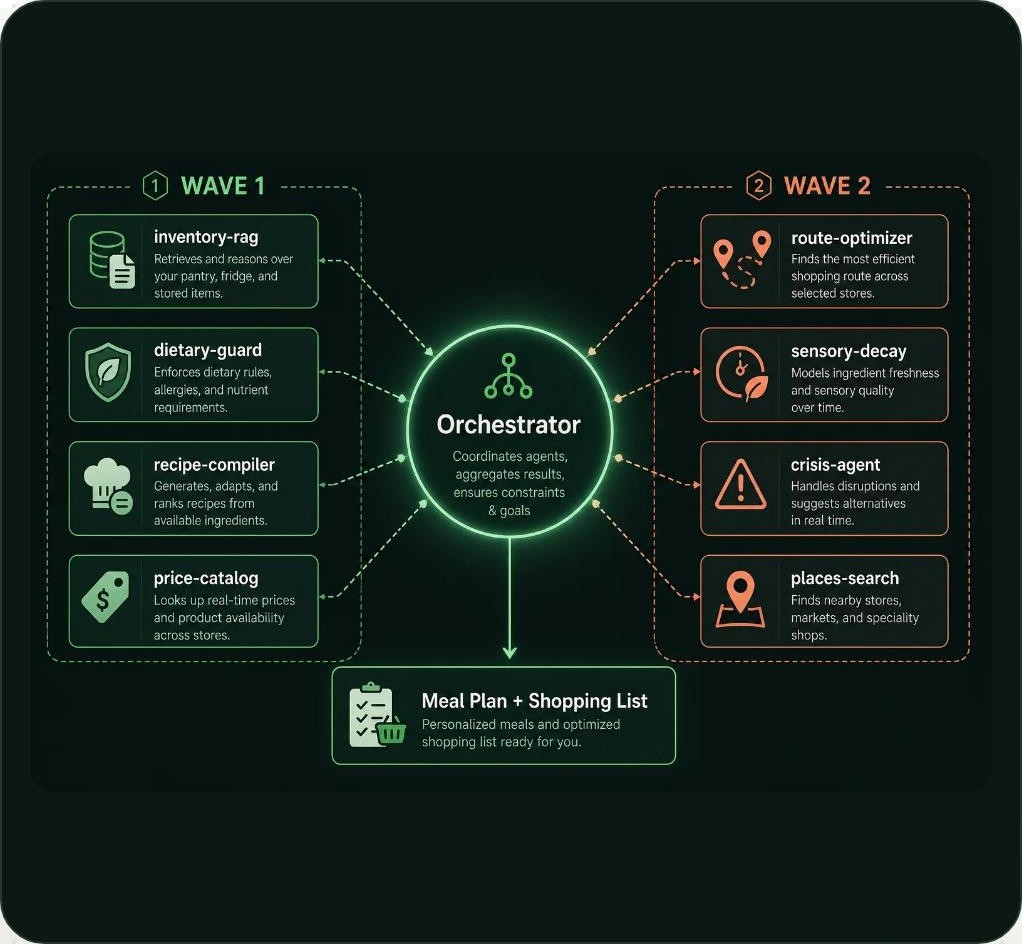 1 WAVE 1
inventory-rag
Retrieves and reasons over
your pantry, fridge, and
stored items.
dietary-guard
Enforces dietary rules,
allergies, and nutrient
requirements.
recipe-compiler
Generates, adapts, and
ranks recipes from
available ingredients.
$
price-catalog
Looks up real-time prices
and product availability
across stores.
Orchestrator
Coordinates agents,
aggregates results,
ensures constraints
& goals
2 WAVE 2
route-optimizer
Finds the most efficient
shopping route across
selected stores.
sensory-decay
Models ingredient freshness
and sensory quality
over time.
crisis-agent
Handles disruptions and
suggests alternatives
in real time.
places-search
Finds nearby stores,
markets, and speciality
shops.
Meal Plan + Shopping List
Personalized meals and optimized
shopping list ready for you.